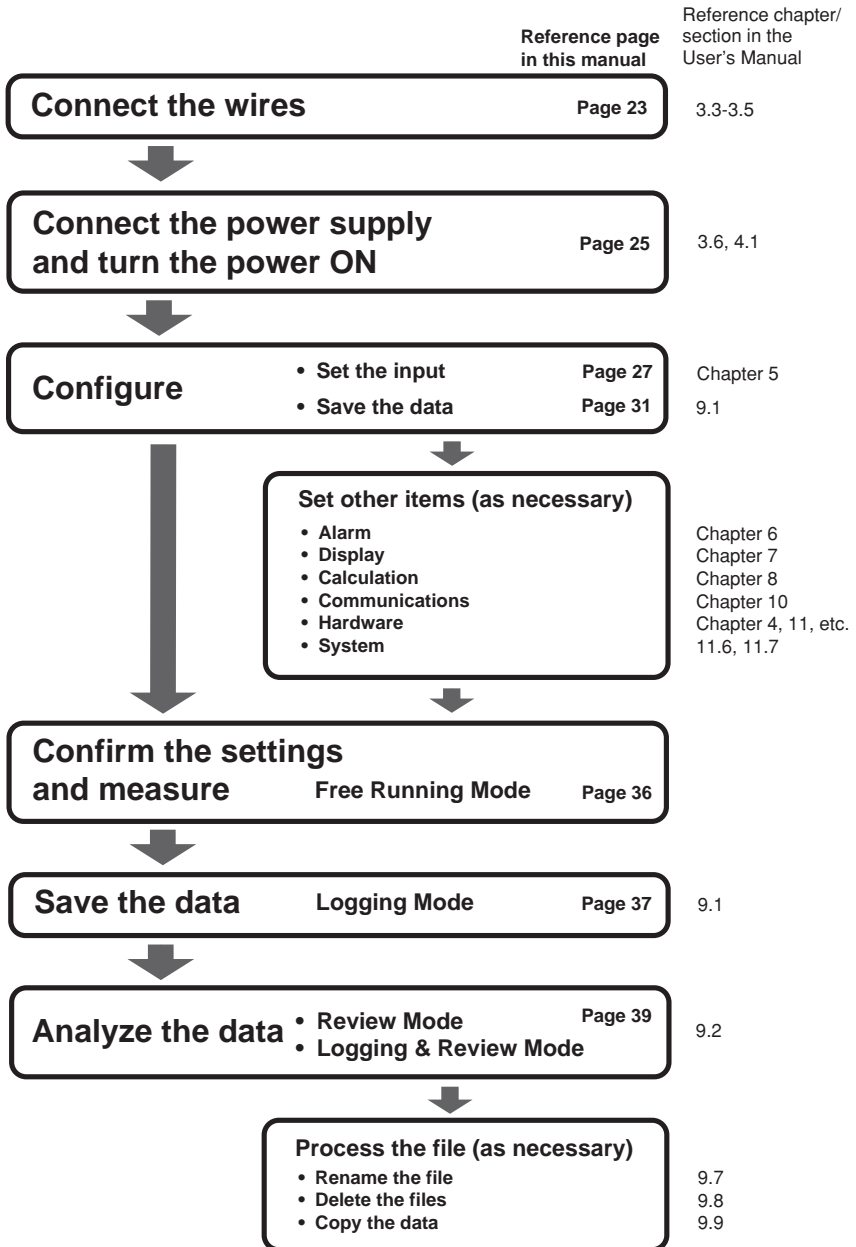 Reference page
in this manual
Reference chapter/
section in the
User's Manual
Connect the wires Page 23 3.3-3.5
Connect the power supply
and turn the power ON Page 25 3.6, 4.1
Configure
• Set the input Page 27 Chapter 5
• Save the data Page 31 9.1
Set other items (as necessary)
• Alarm Chapter 6
• Display Chapter 7
• Calculation Chapter 8
• Communications Chapter 10
• Hardware Chapter 4, 11, etc.
• System 11.6, 11.7
Confirm the settings
and measure Free Running Mode Page 36
Save the data Logging Mode Page 37 9.1
Analyze the data
• Review Mode Page 39 9.2
• Logging & Review Mode
Process the file (as necessary)
• Rename the file 9.7
• Delete the files 9.8
• Copy the data 9.9